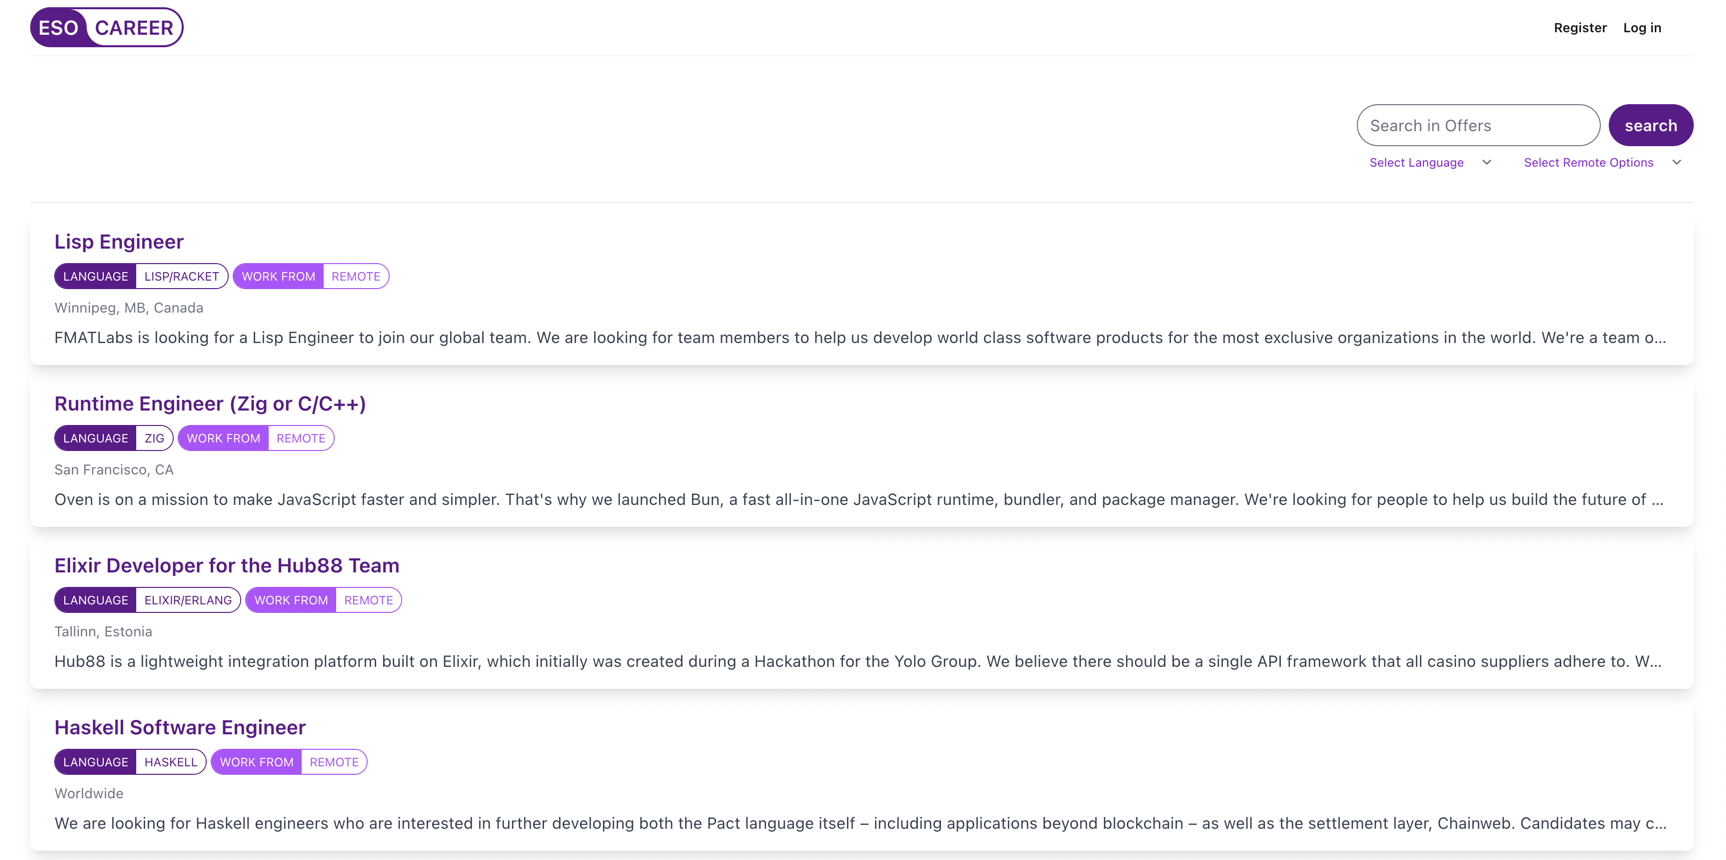 ESO CAREER
Register Log in
Search in Offers search
Select Language Select Remote Options
Lisp Engineer
LANGUAGE LISP/RACKET WORK FROM REMOTE
Winnipeg, MB, Canada
FMATLabs is looking for a Lisp Engineer to join our global team. We are looking for team members to help us develop world class software products for the most exclusive organizations in the world. We're a team o...
Runtime Engineer (Zig or C/C++)
LANGUAGE ZIG WORK FROM REMOTE
San Francisco, CA
Oven is on a mission to make JavaScript faster and simpler. That's why we launched Bun, a fast all-in-one JavaScript runtime, bundler, and package manager. We're looking for people to help us build the future of ...
Elixir Developer for the Hub88 Team
LANGUAGE ELIXIR/ERLANG WORK FROM REMOTE
Tallinn, Estonia
Hub88 is a lightweight integration platform built on Elixir, which initially was created during a Hackathon for the Yolo Group. We believe there should be a single API framework that all casino suppliers adhere to. W...
Haskell Software Engineer
LANGUAGE HASKELL WORK FROM REMOTE
Worldwide
We are looking for Haskell engineers who are interested in further developing both the Pact language itself – including applications beyond blockchain – as well as the settlement layer, Chainweb. Candidates may c...